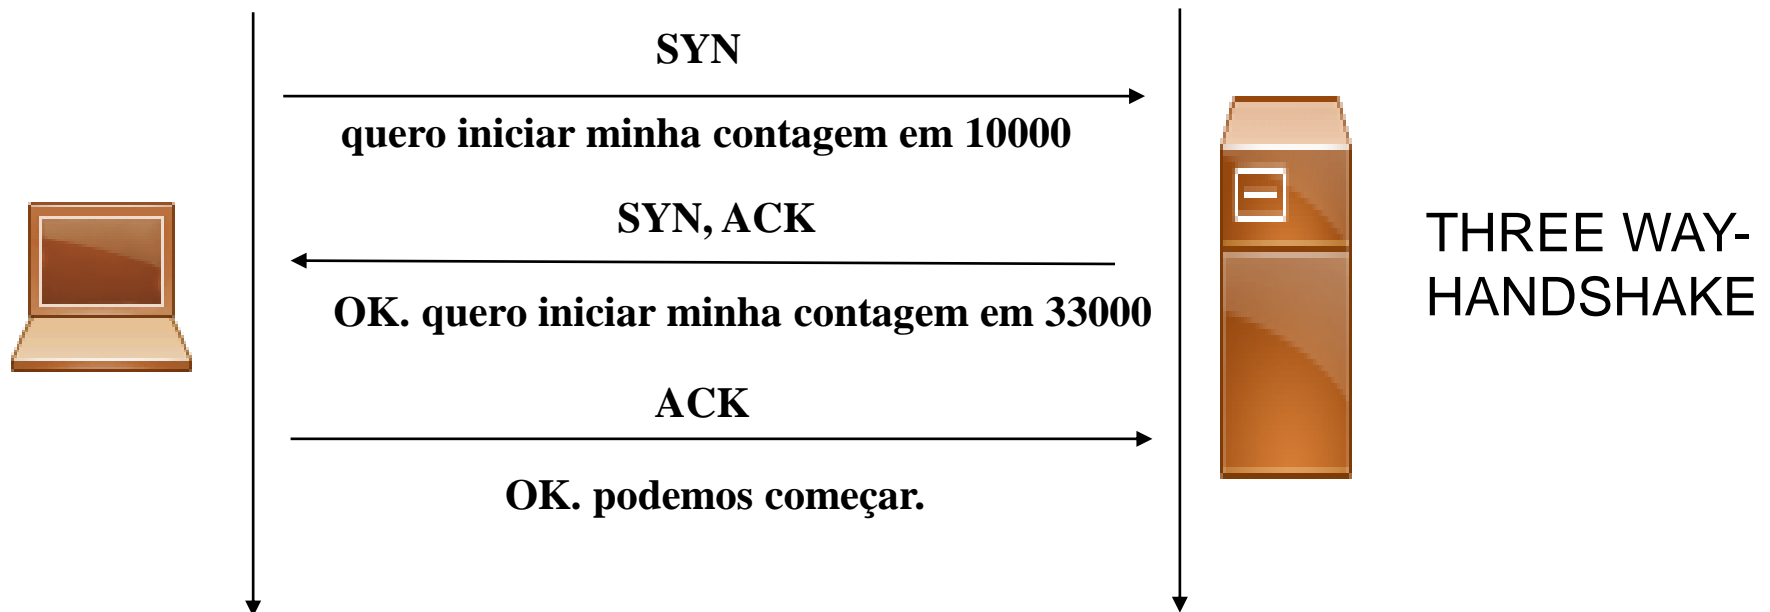 SYN
quero iniciar minha contagem em 10000
SYN, ACK
OK. quero iniciar minha contagem em 33000
ACK
OK. podemos começar.
THREE WAY-
HANDSHAKE